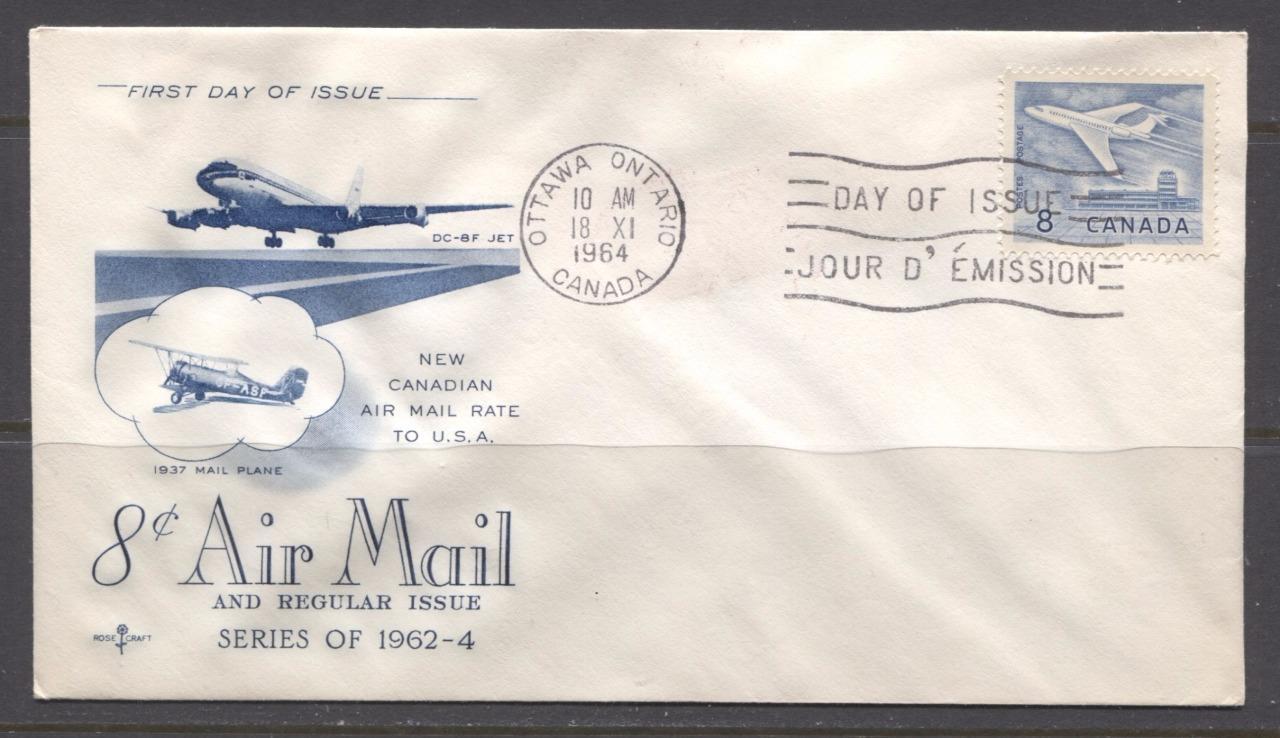 FIRST DAY OF ISSUE
DC-8F JET
NEW
CANADIAN
AIR MAIL RATE
TO U.S.A.
CF-ASF
1937 MAIL PLANE
8¢ Air Mail
AND REGULAR ISSUE
SERIES OF 1962-4
ROSE CRAFT
OTTAWA ONTARIO
10 AM
18 XI
1964
CANADA
DAY OF ISSUE
JOUR D'ÉMISSION
POSTES POSTAGE
8 CANADA